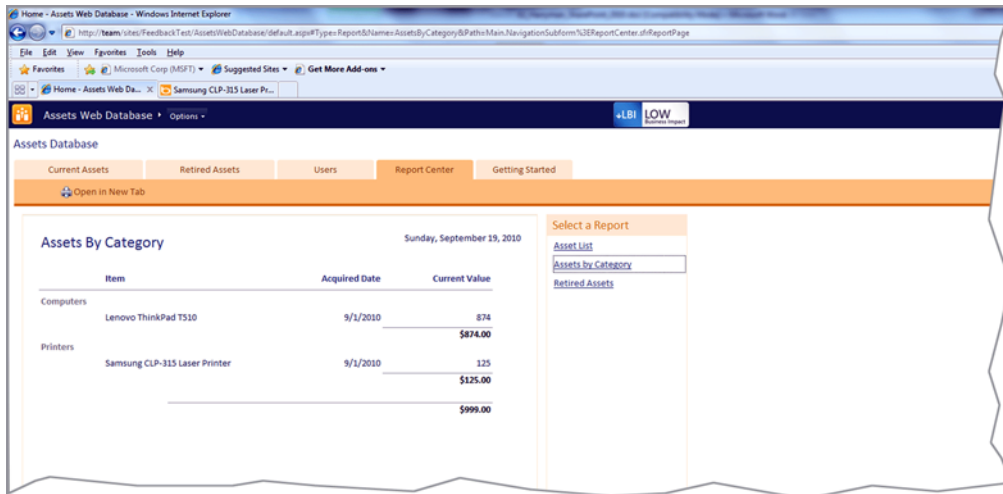 Home - Assets Web Database - Windows Internet Explorer
http://team/sites/FeedbackTest/AssetsWebDatabase/default.aspx#Type=Report&Name=AssetsByCategory&Path=Main.NavigationSubform%3EReportCenter.sfrReportPage
File Edit View Favorites Tools Help
Favorites Microsoft Corp (MSFT) Suggested Sites Get More Add-ons
Home - Assets Web Da... X Samsung CLP-315 Laser Pr...
Assets Web Database Options +LBI LOW
Business Impact
Assets Database
Current Assets Retired Assets Users Report Center Getting Started
Open in New Tab
Assets By Category Sunday, September 19, 2010
Item Acquired Date Current Value
Computers
Lenovo ThinkPad T510 9/1/2010 874
$874.00
Printers
Samsung CLP-315 Laser Printer 9/1/2010 125
$125.00
$999.00
Select a Report
Asset List
Assets by Category
Retired Assets